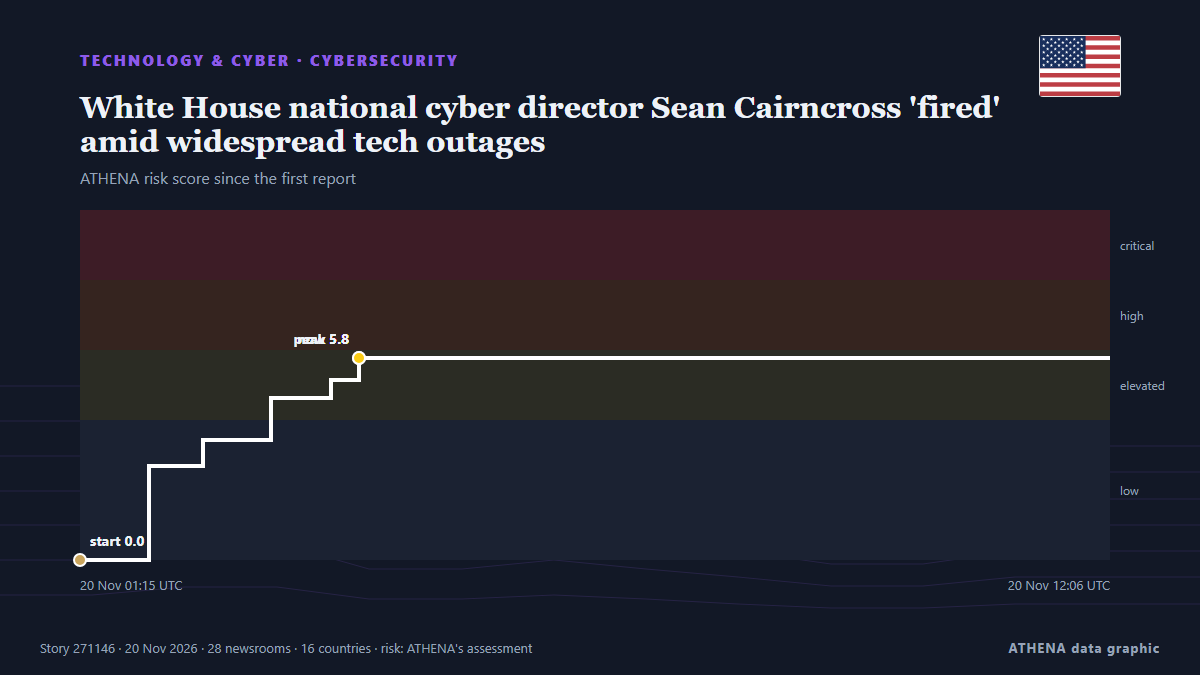 TECHNOLOGY & CYBER · CYBERSECURITY
White House national cyber director Sean Cairncross 'fired'
amid widespread tech outages
ATHENA risk score since the first report
critical
high
peak 5.8
elevated
low
start 0.0
20 Nov 01:15 UTC
20 Nov 12:06 UTC
Story 271146 · 20 Nov 2026 · 28 newsrooms · 16 countries · risk: ATHENA's assessment
ATHENA data graphic